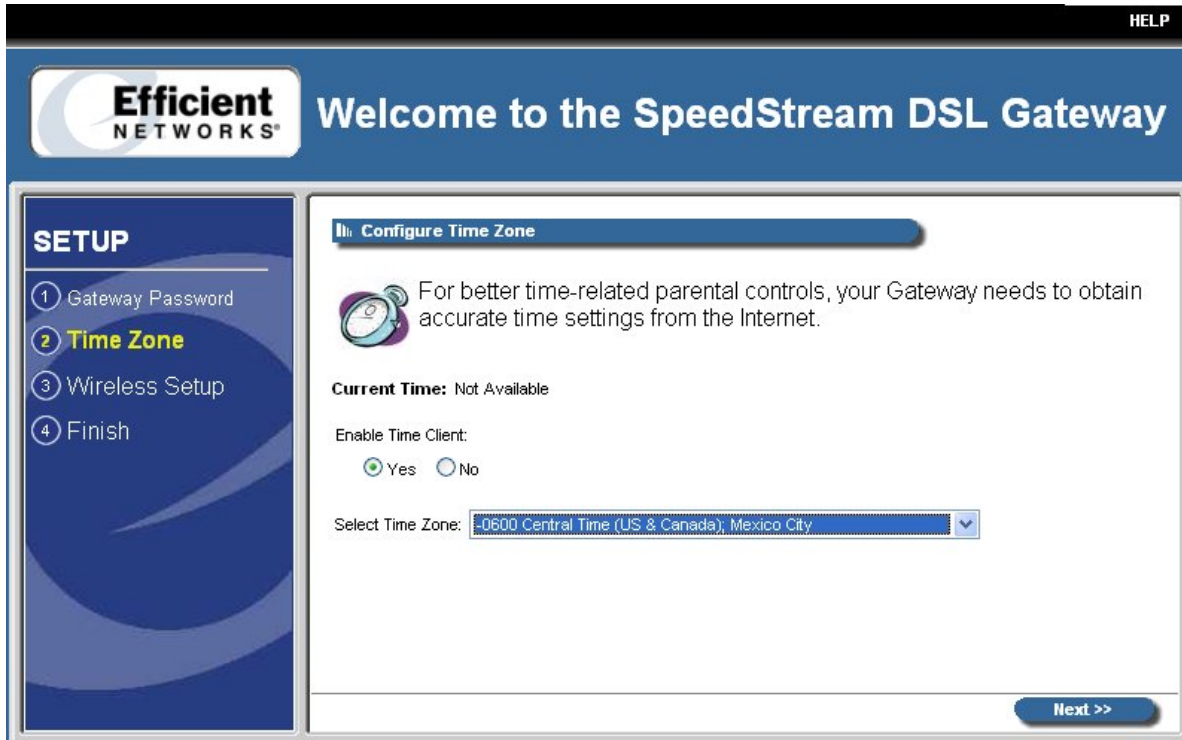 HELP
Efficient
NETWORKS®
Welcome to the SpeedStream DSL Gateway
SETUP
1 Gateway Password
2 Time Zone
3 Wireless Setup
4 Finish
Configure Time Zone
For better time-related parental controls, your Gateway needs to obtain
accurate time settings from the Internet.
Current Time: Not Available
Enable Time Client:
Yes No
Select Time Zone: -0600 Central Time (US & Canada); Mexico City
Next >>